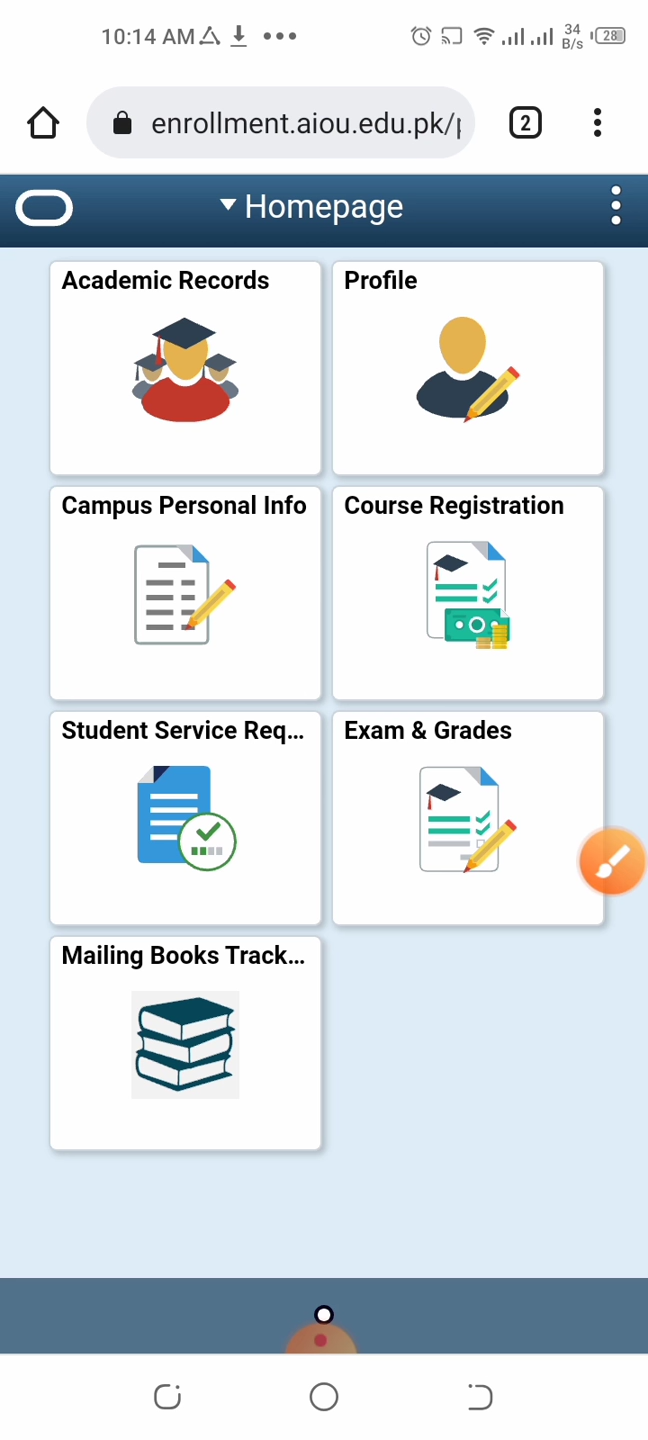 10:14 AM
34
B/s
28
enrollment.aiou.edu.pk/
2
Homepage
Academic Records
Profile
Campus Personal Info
Course Registration
Student Service Req...
Exam & Grades
Mailing Books Track...